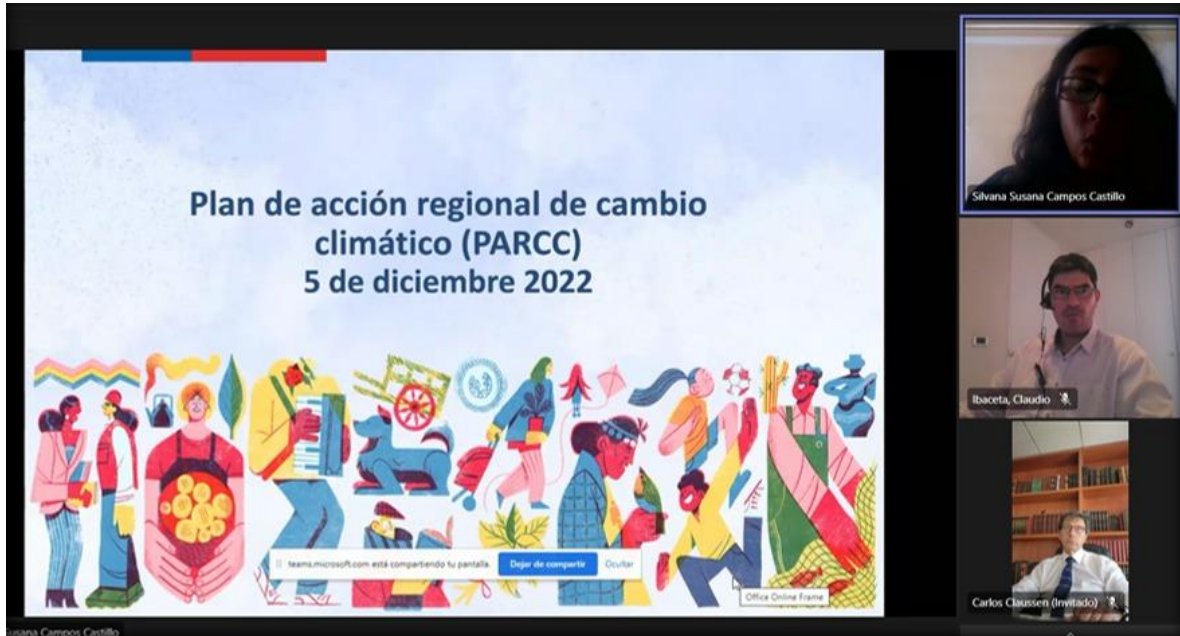 Plan de acción regional de cambio
climático (PARCC)
5 de diciembre 2022
teams.microsoft.com está compartiendo tu pantalla.
Dejar de compartir
Ocultar
Office Online Frame
Silvana Susana Campos Castillo
Ibaceta, Claudio
Carlos Claussen (Invitado)
Susana Campos Castillo